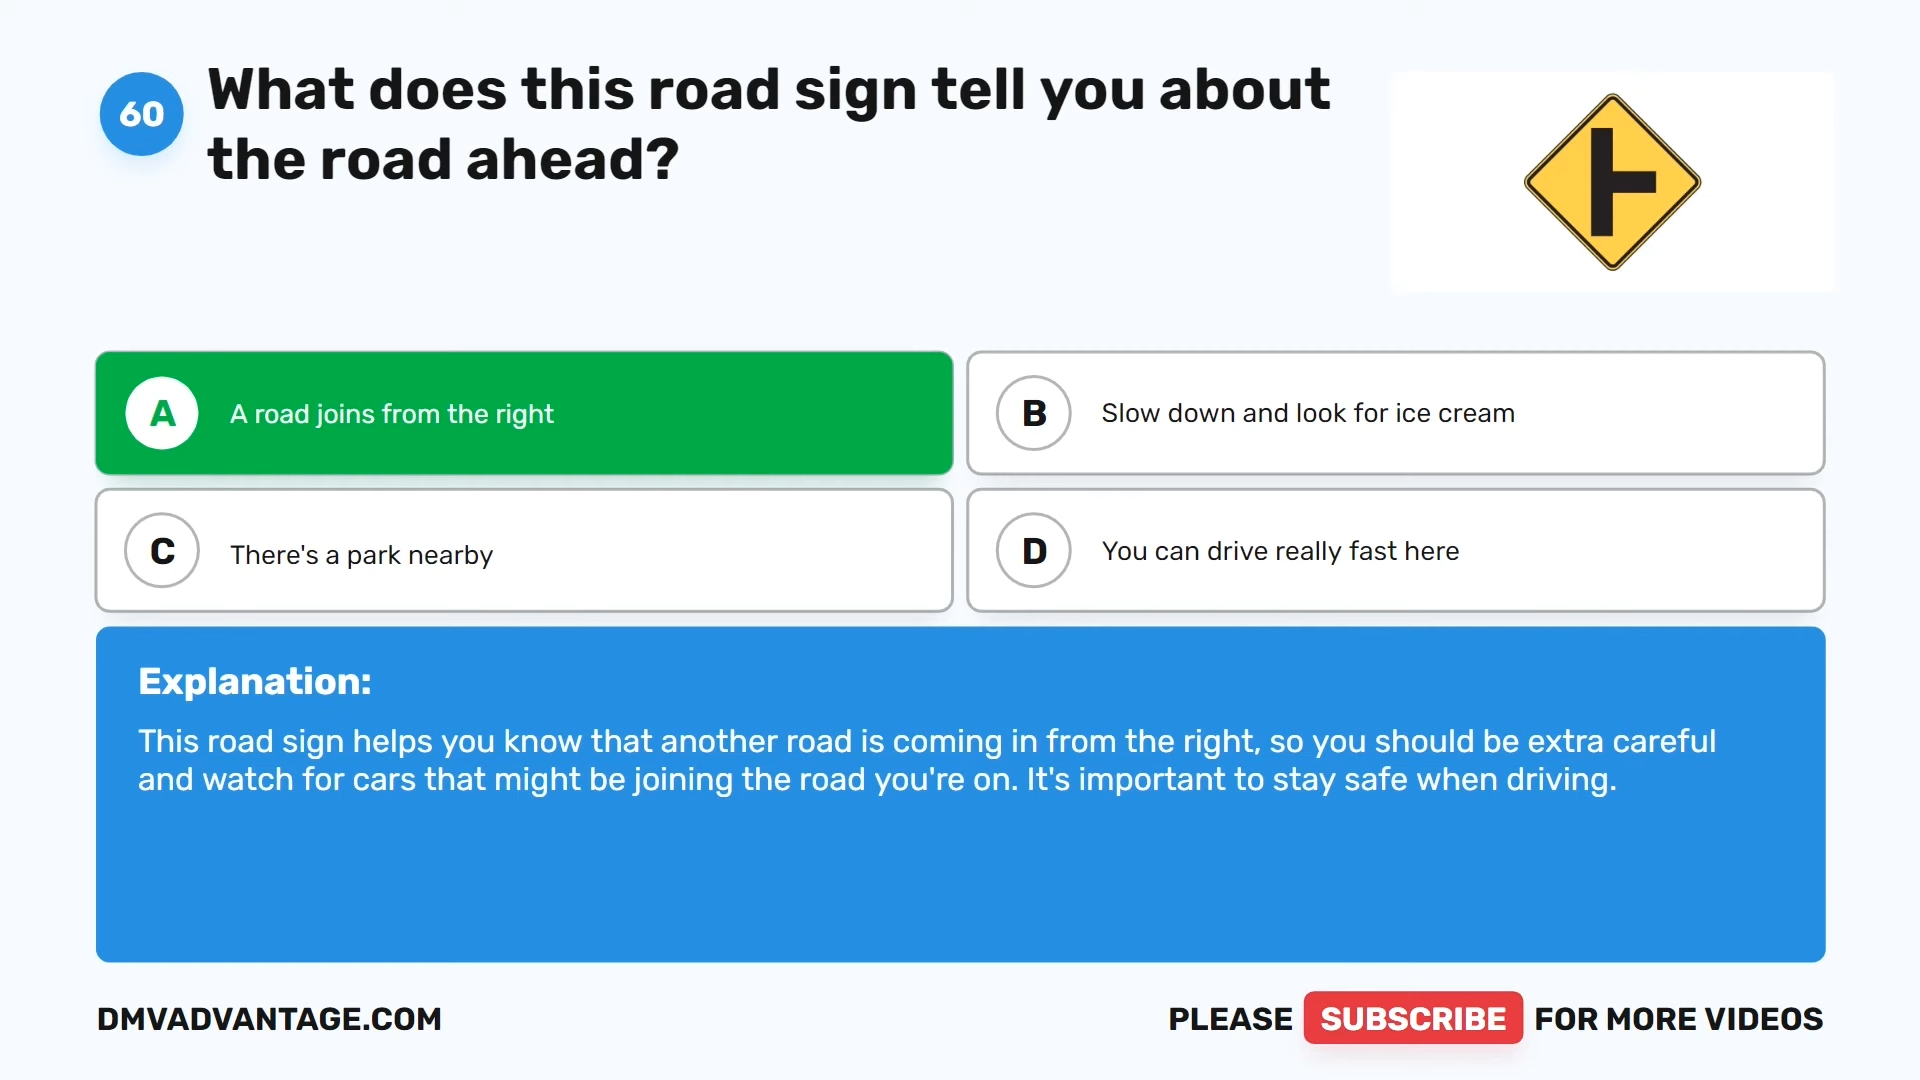 60
What does this road sign tell you about
the road ahead?
A
A road joins from the right
B
Slow down and look for ice cream
C
There's a park nearby
D
You can drive really fast here
Explanation:
This road sign helps you know that another road is coming in from the right, so you should be extra careful
and watch for cars that might be joining the road you're on. It's important to stay safe when driving.
DMVADVANTAGE.COM
PLEASE SUBSCRIBE FOR MORE VIDEOS